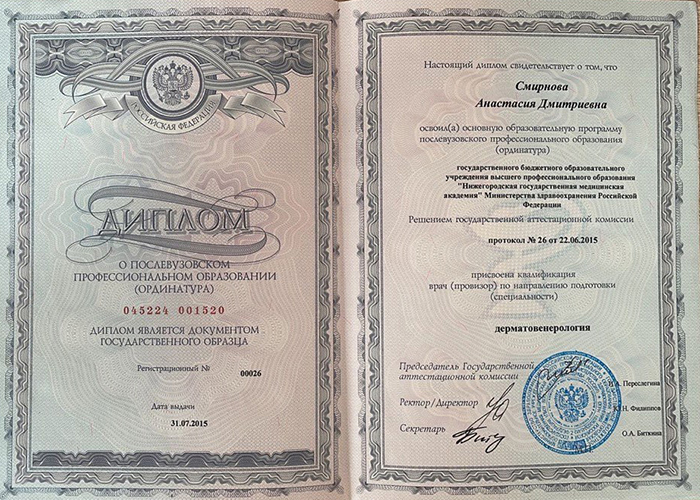 РОССИЙСКАЯ ФЕДЕРАЦИЯ
ДИПЛОМ
О ПОСЛЕВУЗОВСКОМ
ПРОФЕССИОНАЛЬНОМ ОБРАЗОВАНИИ
(ОРДИНАТУРА)
045224 001520
ДИПЛОМ ЯВЛЯЕТСЯ ДОКУМЕНТОМ
ГОСУДАРСТВЕННОГО ОБРАЗЦА
Регистрационный № 00026
Дата выдачи
31.07.2015
Настоящий диплом свидетельствует о том, что
Смирнова
Анастасия Дмитриевна
освоил(а) основную образовательную программу
послевузовского профессионального образования
(ординатура)
государственного бюджетного образовательного
учреждения высшего профессионального образования
"Нижегородская государственная медицинская
академия" Министерства здравоохранения Российской
Федерации
Решением государственной аттестационной комиссии
протокол № 26 от 22.06.2015
присвоена квалификация
врач (провизор) по направлению подготовки
(специальности)
дерматовенерология
Председатель Государственной
аттестационной комиссии
Н.А. Переслегина
Ректор/Директор
Ю.Н. Филиппов
Секретарь
О.А. Биткина